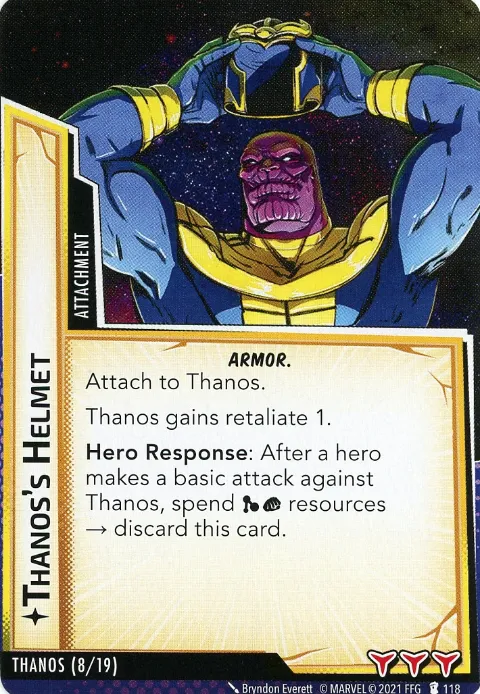 ATTACHMENT
✦THANOS'S HELMET
ARMOR.
Attach to Thanos.
Thanos gains retaliate 1.
Hero Response: After a hero
makes a basic attack against
Thanos, spend resources
→ discard this card.
THANOS (8/19)
Bryndon Everett © MARVEL © 2021 FFG 118